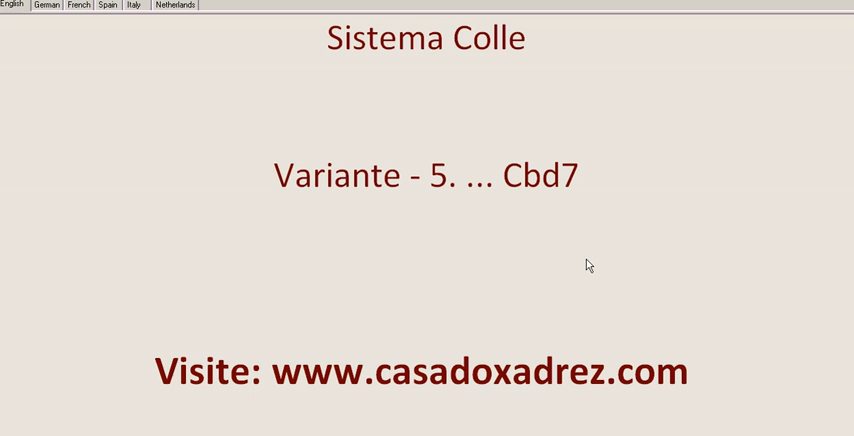 English German French Spain Italy Netherlands
Sistema Colle
Variante - 5. ... Cbd7
Visite: www.casadoxadrez.com